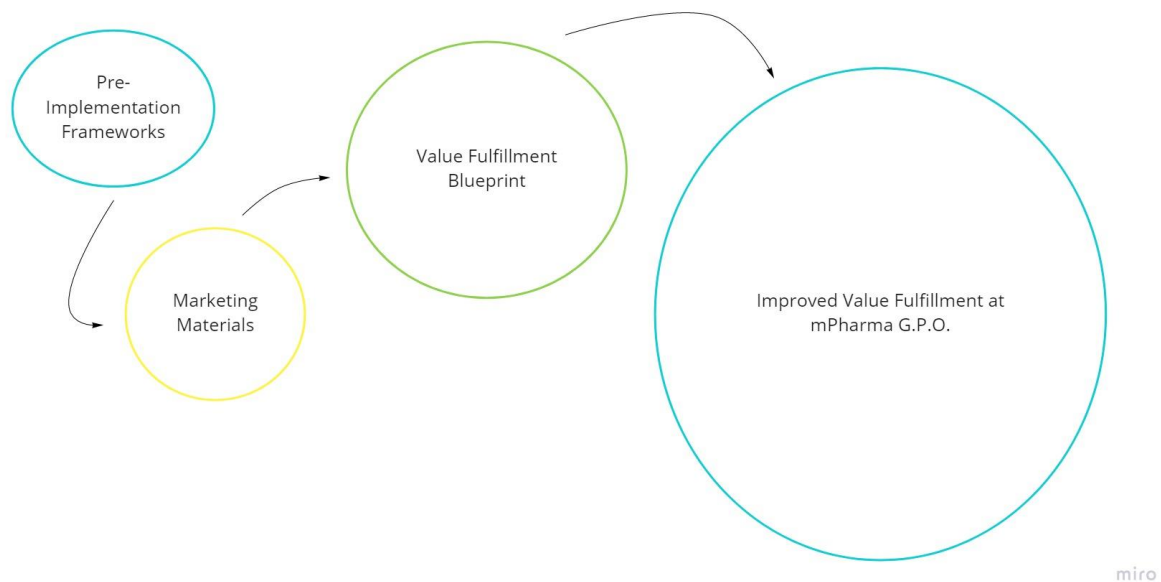 Pre-
Implementation
Frameworks
Marketing
Materials
Value Fulfillment
Blueprint
Improved Value Fulfillment at
mPharma G.P.O.
miro